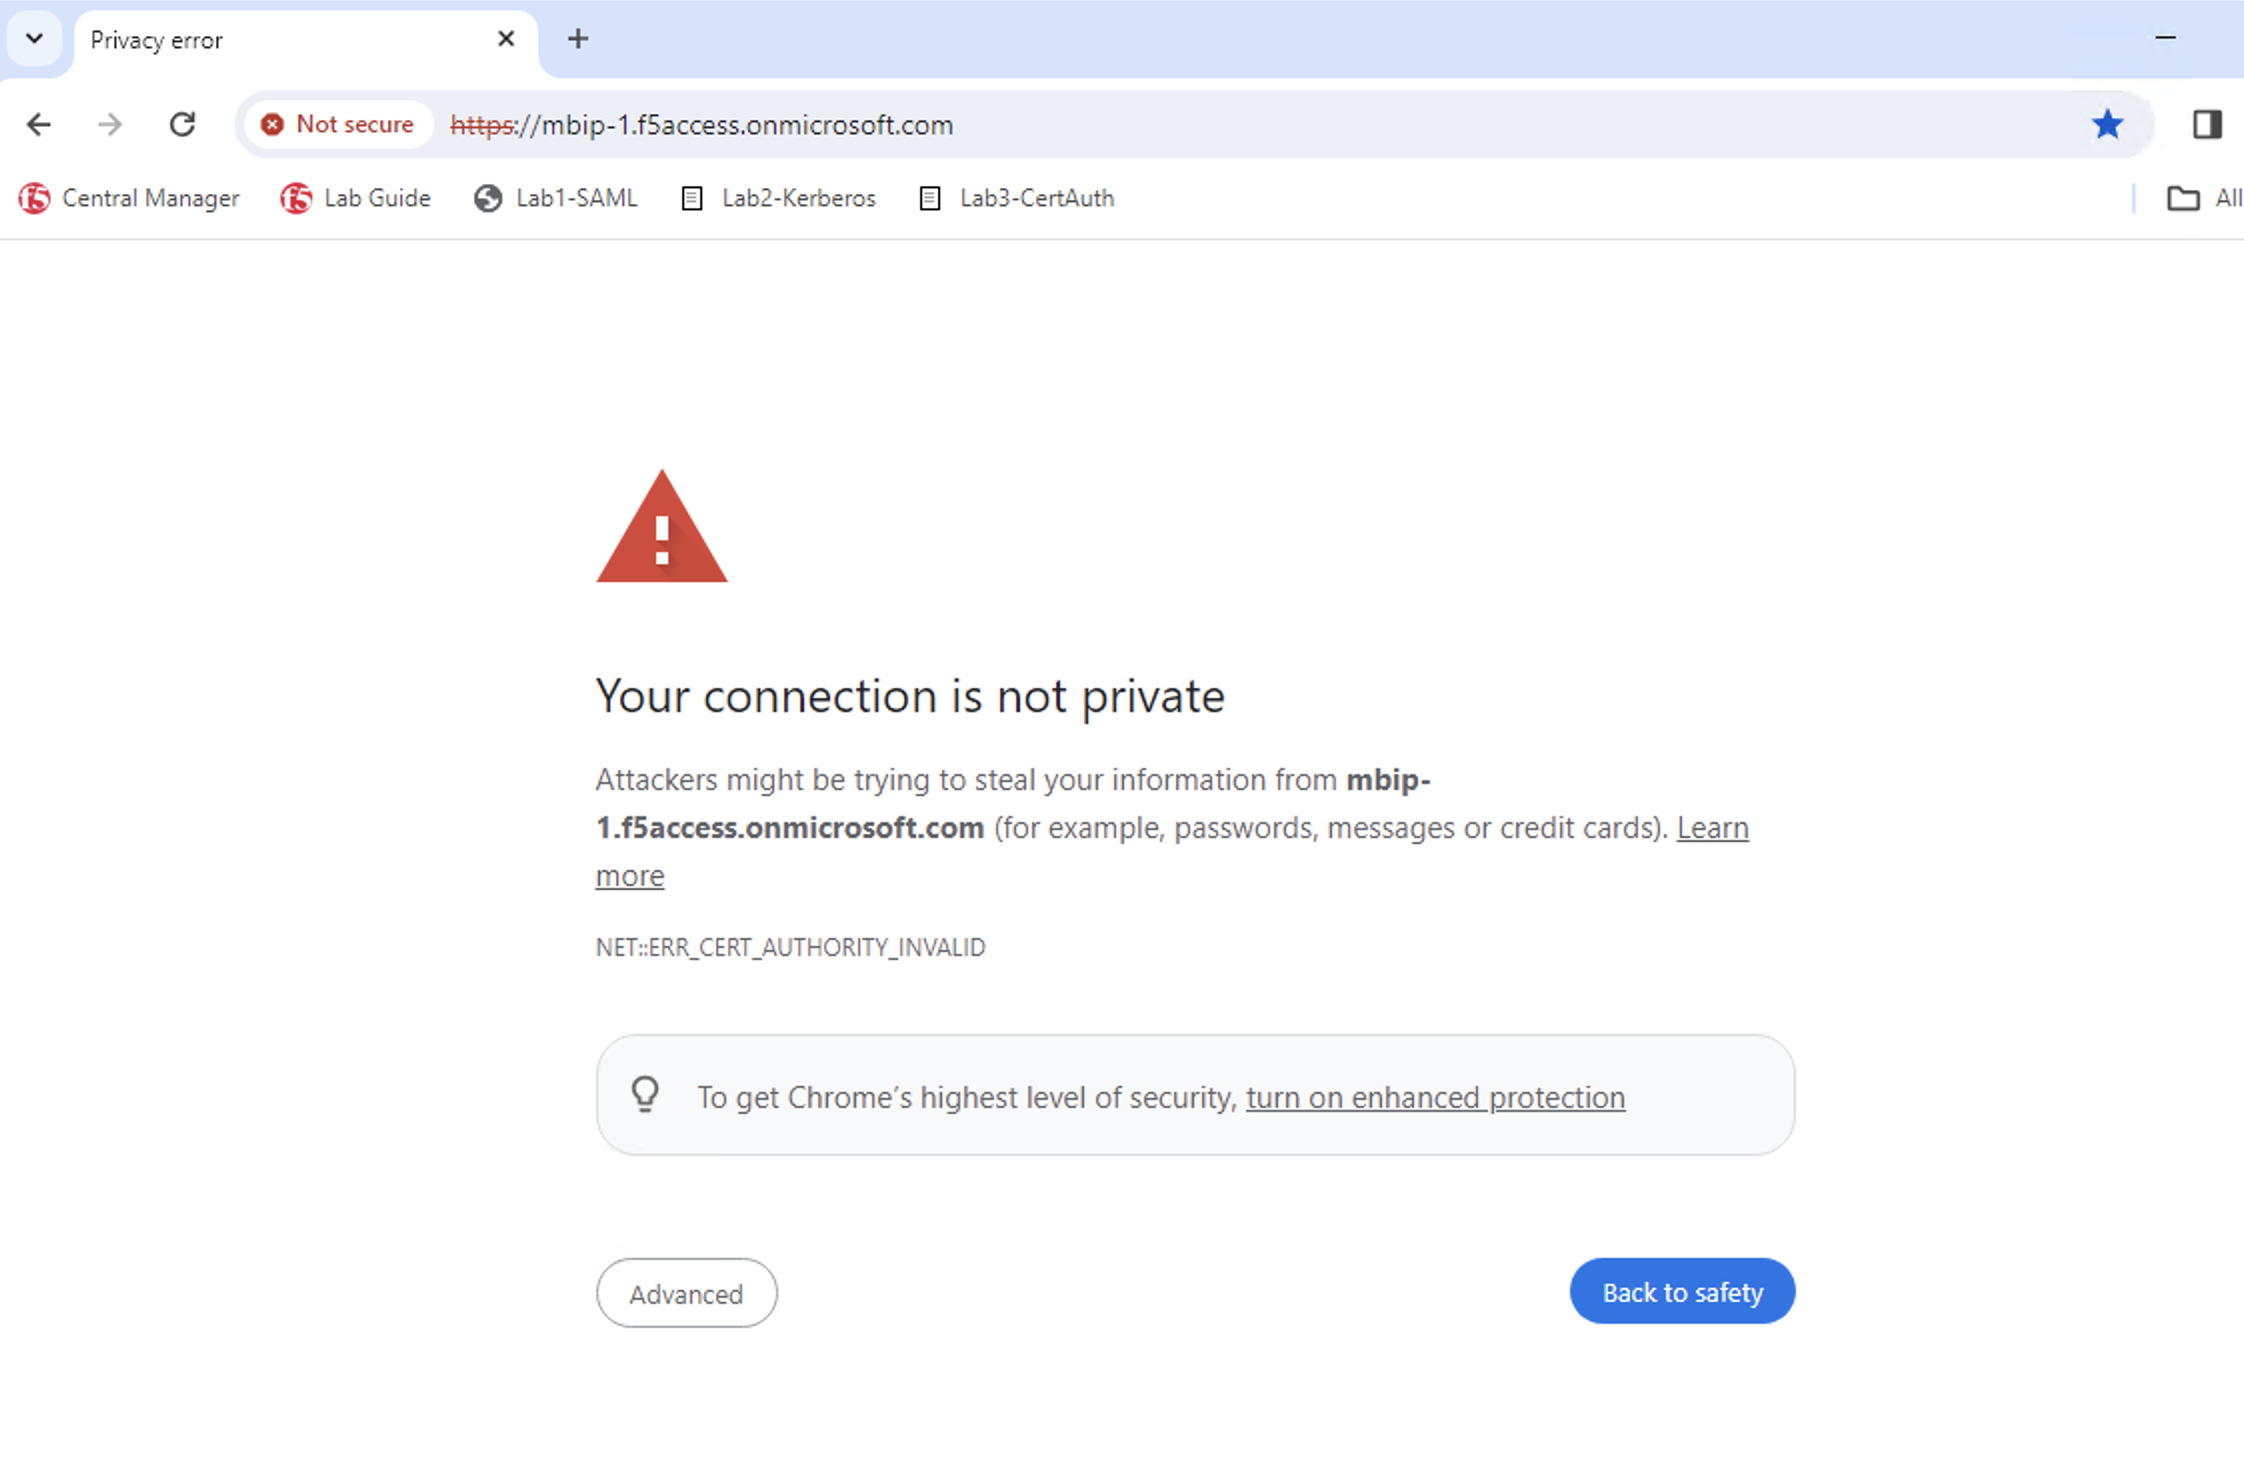 Privacy error
Not secure https://mbip-1.f5access.onmicrosoft.com
f5 Central Manager f5 Lab Guide Lab1-SAML Lab2-Kerberos Lab3-CertAuth All
Your connection is not private
Attackers might be trying to steal your information from mbip-
1.f5access.onmicrosoft.com (for example, passwords, messages or credit cards). Learn
more
NET::ERR_CERT_AUTHORITY_INVALID
To get Chrome's highest level of security, turn on enhanced protection
Advanced Back to safety